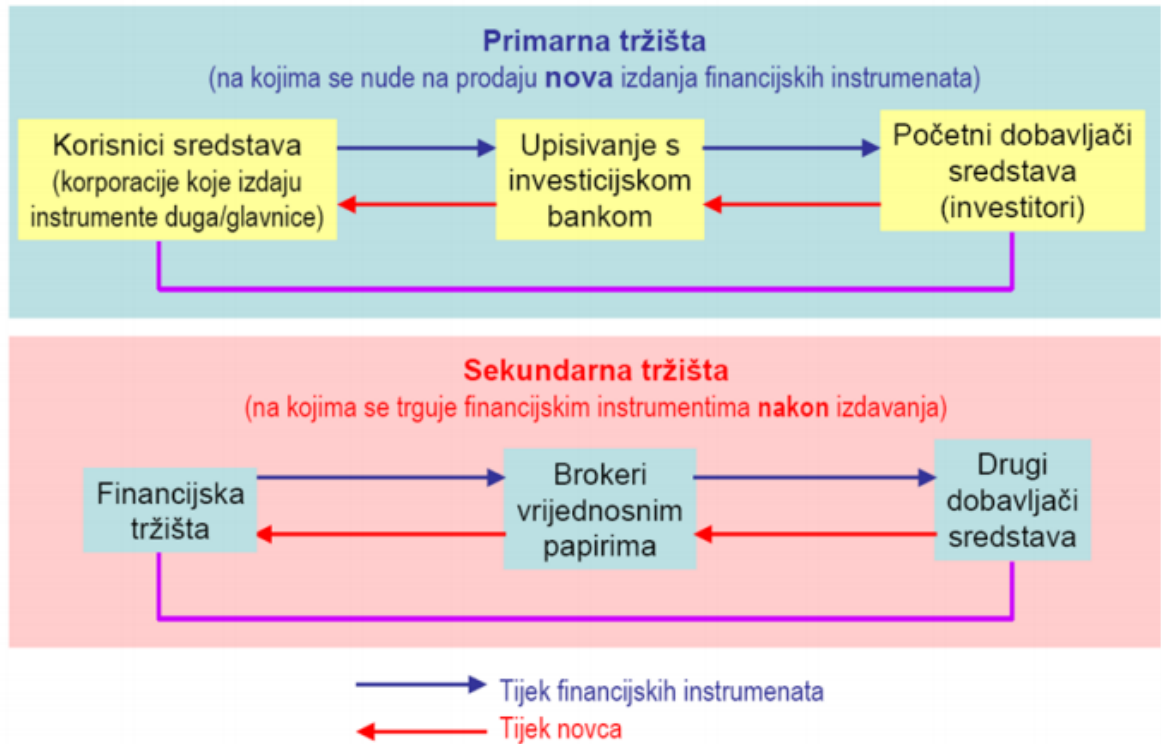 Primarna tržišta
(na kojima se nude na prodaju nova izdanja financijskih instrumenata)
Korisnici sredstava
(korporacije koje izdaju
instrumente duga/glavnice)
Upisivanje s
investicijskom
bankom
Početni dobavljači
sredstava
(investitori)
Sekundarna tržišta
(na kojima se trguje financijskim instrumentima nakon izdavanja)
Financijska
tržišta
Brokeri
vrijednosnim
papirima
Drugi
dobavljači
sredstava
Tijek financijskih instrumenata
Tijek novca